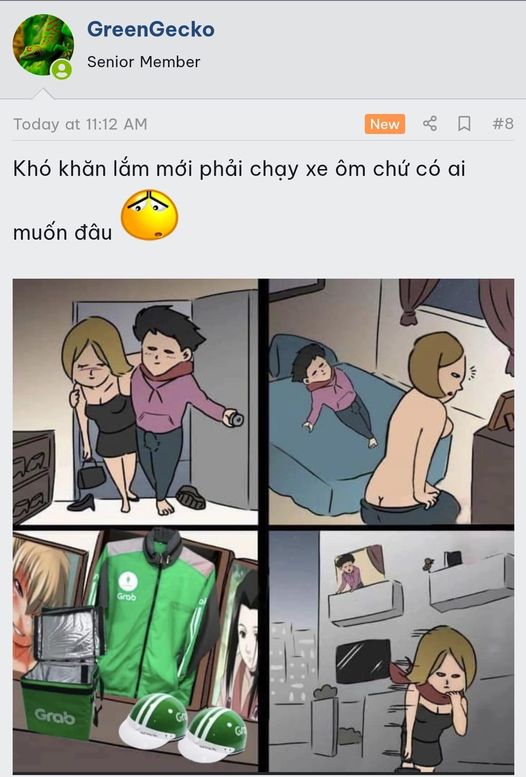 GreenGecko
Senior Member
Today at 11:12 AM
New
#8
Khó khăn lắm mới phải chạy xe ôm chứ có ai
muốn đâu
Grab
Grab